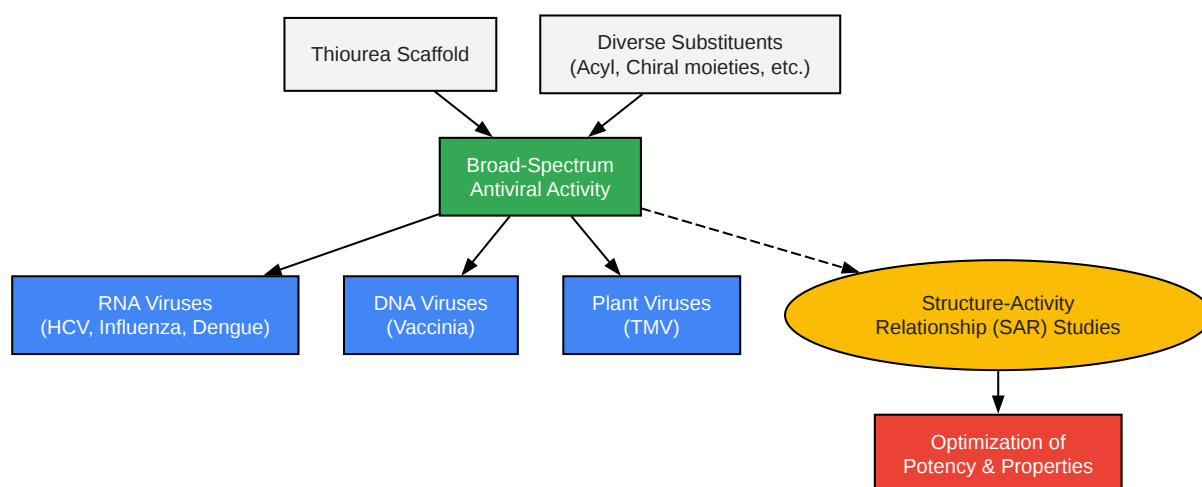 Thiourea Scaffold
Diverse Substituents
(Acyl, Chiral moieties, etc.)
Broad-Spectrum
Antiviral Activity
RNA Viruses
(HCV, Influenza, Dengue)
DNA Viruses
(Vaccinia)
Plant Viruses
(TMV)
Structure-Activity
Relationship (SAR) Studies
Optimization of
Potency & Properties